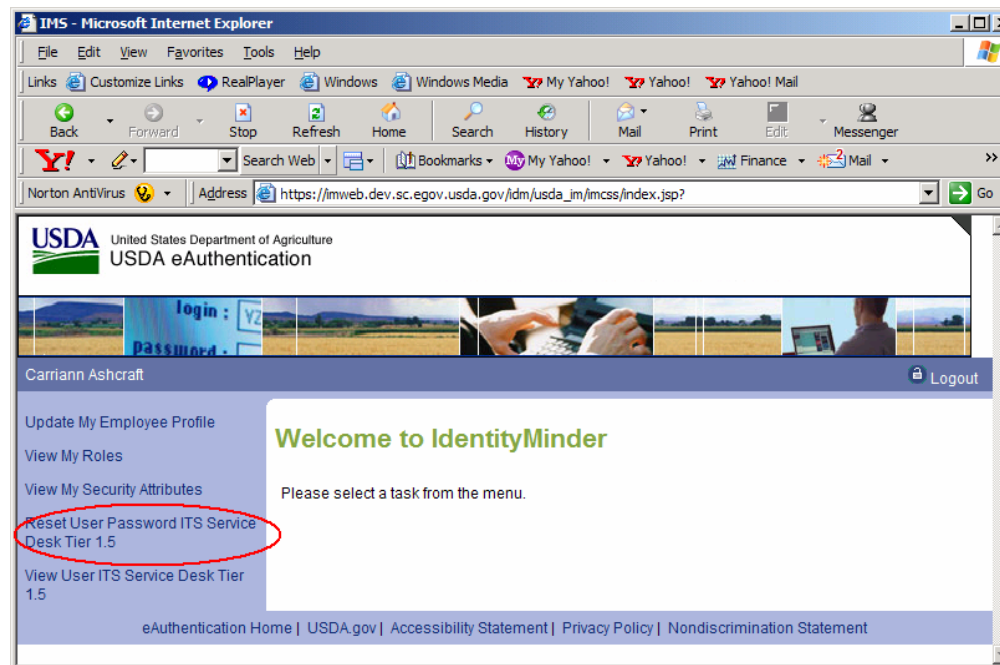 IMS - Microsoft Internet Explorer
File Edit View Favorites Tools Help
Links Customize Links RealPlayer Windows Windows Media My Yahoo! Yahoo! Yahoo! Mail
Back Forward Stop Refresh Home Search History Mail Print Edit Messenger
Y! Search Web Bookmarks My Yahoo! Yahoo! Finance 2 Mail »
Norton AntiVirus Address https://imweb.dev.sc.egov.usda.gov/idm/usda_im/imcss/index.jsp? Go
USDA United States Department of Agriculture
USDA eAuthentication
login : YZ
password :
Carriann Ashcraft Logout
Update My Employee Profile
View My Roles
View My Security Attributes
Reset User Password ITS Service
Desk Tier 1.5
View User ITS Service Desk Tier
1.5
Welcome to IdentityMinder
Please select a task from the menu.
eAuthentication Home | USDA.gov | Accessibility Statement | Privacy Policy | Nondiscrimination Statement